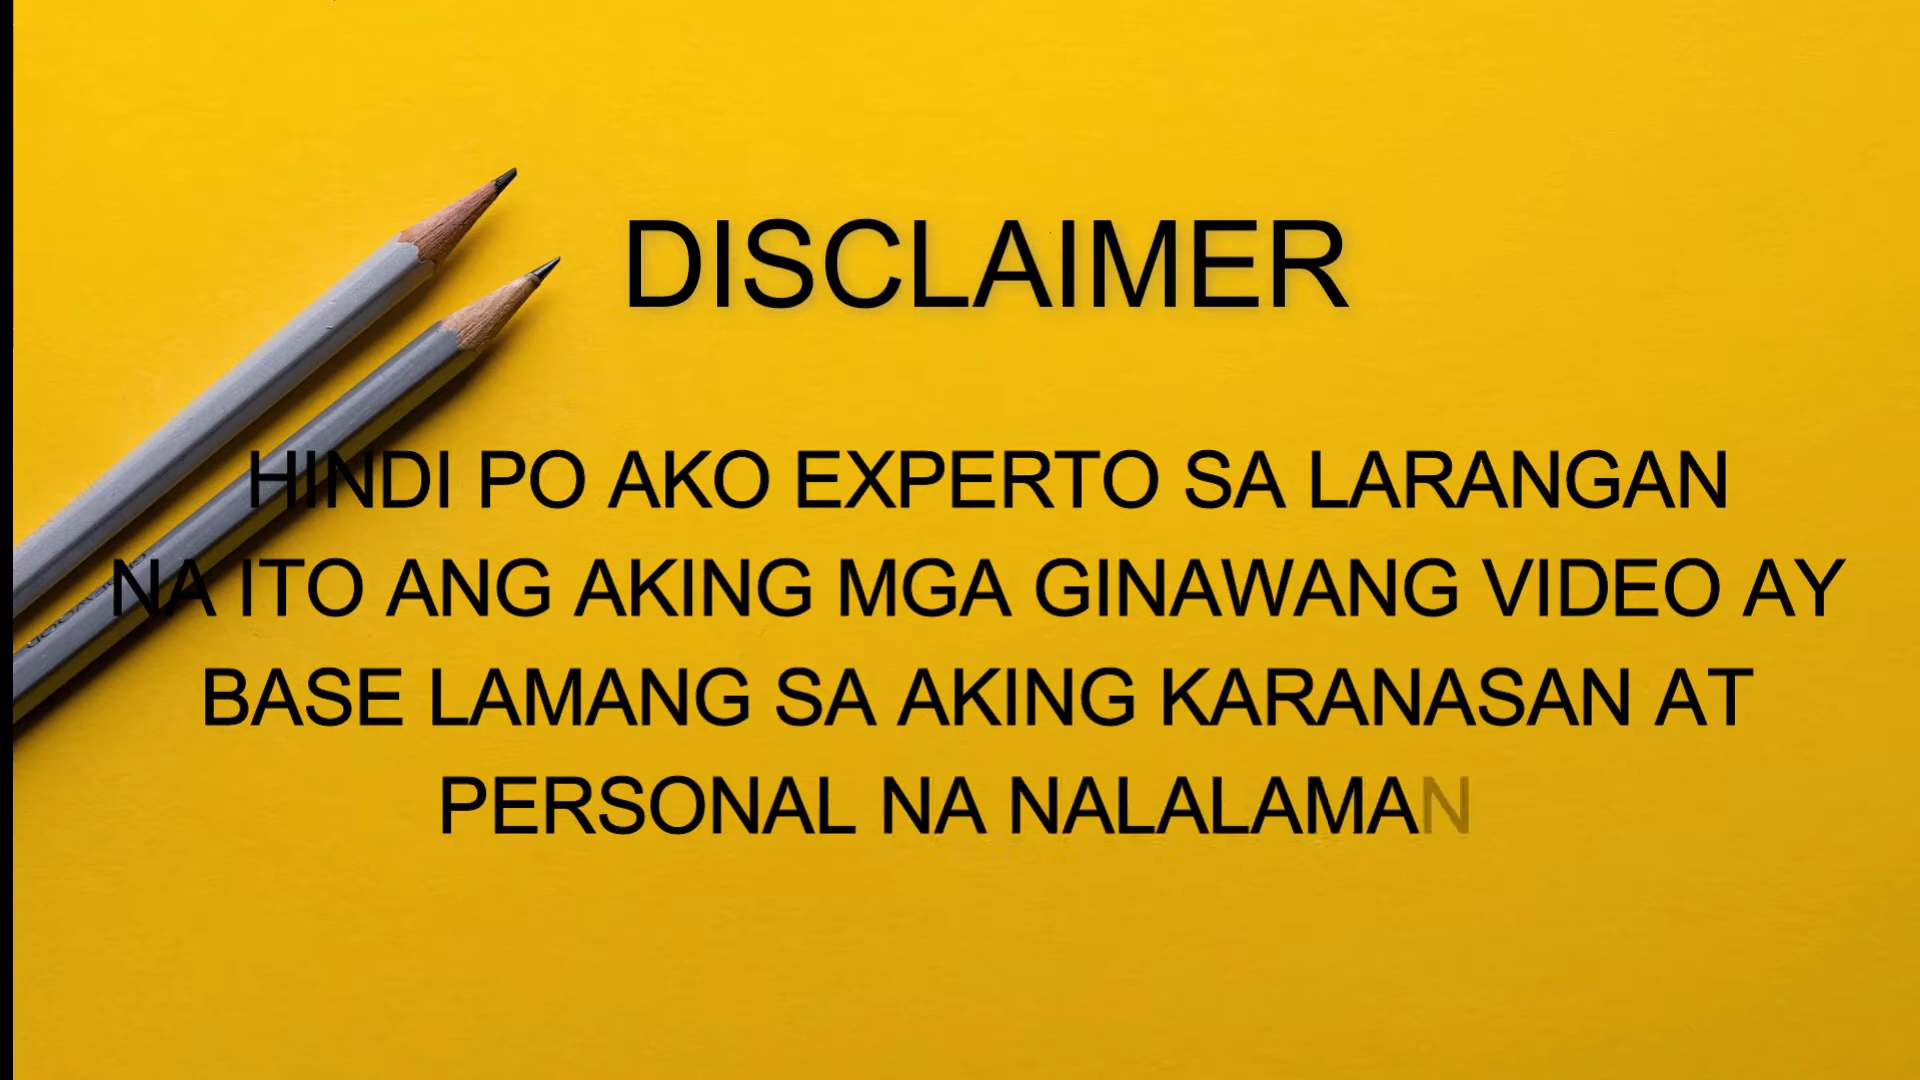 DISCLAIMER
HINDI PO AKO EXPERTO SA LARANGAN
NA ITO ANG AKING MGA GINAWANG VIDEO AY
BASE LAMANG SA AKING KARANASAN AT
PERSONAL NA NALALAMAN